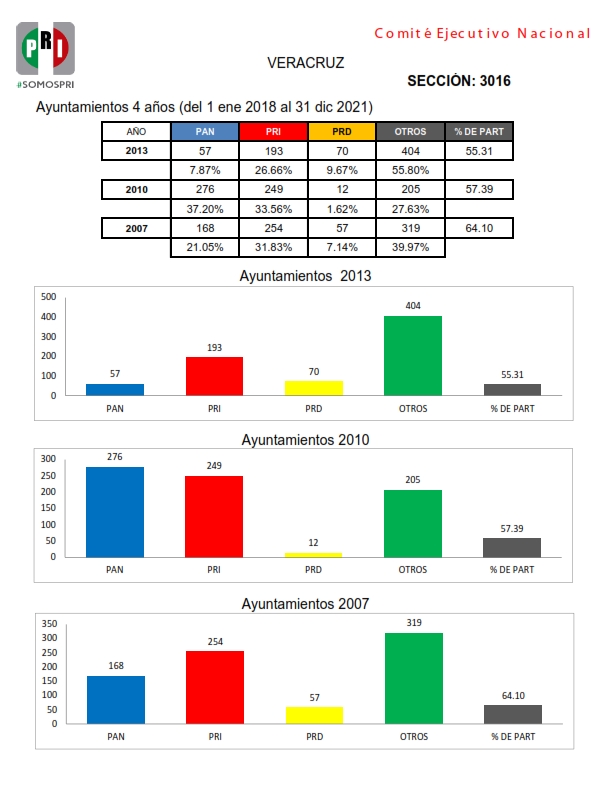 Comité Ejecutivo Nacional
PRI
#SOMOSPRI
VERACRUZ
SECCIÓN: 3016
Ayuntamientos 4 años (del 1 ene 2018 al 31 dic 2021)
AÑO PAN PRI PRD OTROS % DE PART
2013 57 193 70 404 55.31
7.87% 26.66% 9.67% 55.80%
2010 276 249 12 205 57.39
37.20% 33.56% 1.62% 27.63%
2007 168 254 57 319 64.10
21.05% 31.83% 7.14% 39.97%
Ayuntamientos 2013
500
400
300
200
100
0
57 193 70 404 55.31
PAN PRI PRD OTROS % DE PART
Ayuntamientos 2010
300
250
200
150
100
50
0
276 249 12 205 57.39
PAN PRI PRD OTROS % DE PART
Ayuntamientos 2007
350
300
250
200
150
100
50
0
168 254 57 319 64.10
PAN PRI PRD OTROS % DE PART